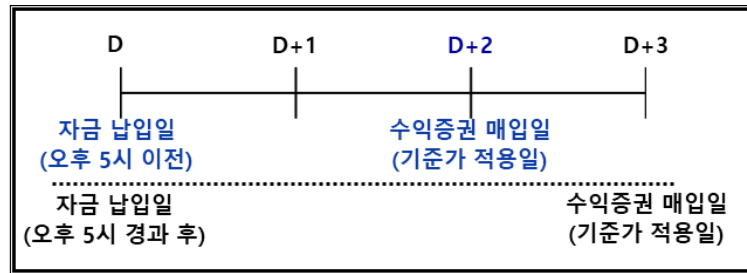 D D+1 D+2 D+3
자금 납입일 수익증권 매입일
(오후 5시 이전) (기준가 적용일)
자금 납입일 수익증권 매입일
(오후 5시 경과 후) (기준가 적용일)